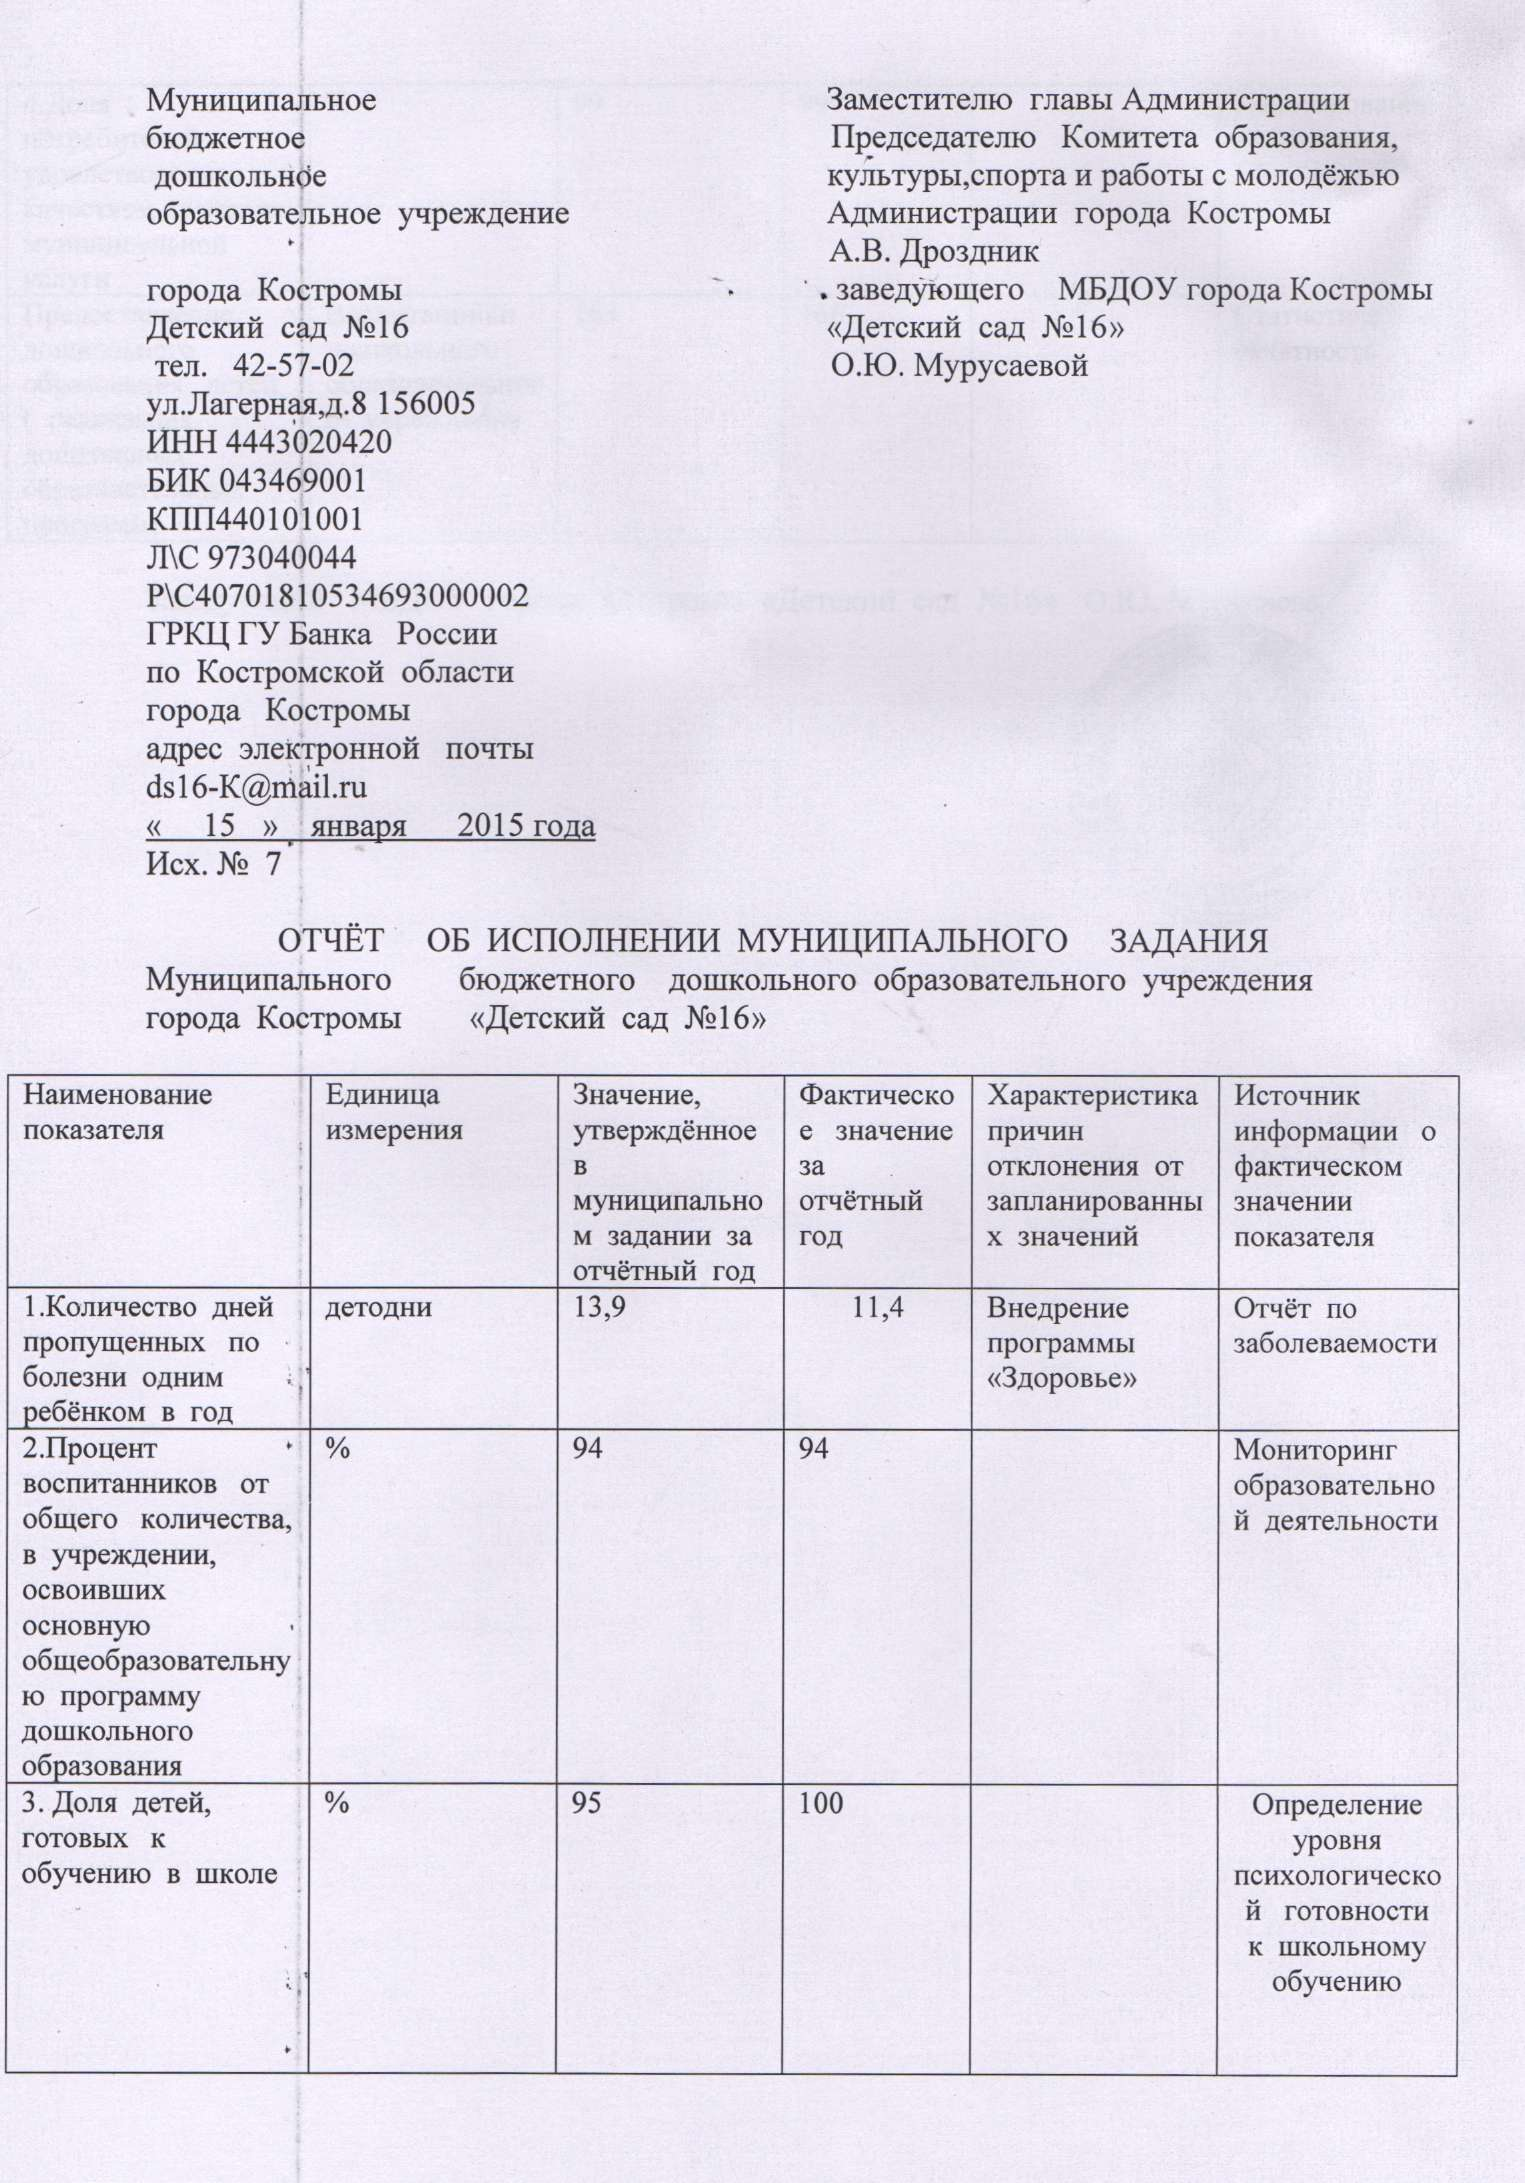 Муниципальное
бюджетное
дошкольное
образовательное учреждение
города Костромы
Детский сад №16
тел. 42-57-02
ул.Лагерная,д.8 156005
ИНН 4443020420
БИК 043469001
КПП440101001
Л\С 973040044
Р\С40701810534693000002
ГРКЦ ГУ Банка России
по Костромской области
города Костромы
адрес электронной почты
ds16-K@mail.ru
« 15 » января 2015 года
Исх. № 7
Заместителю главы Администрации
Председателю Комитета образования,
культуры,спорта и работы с молодёжью
Администрации города Костромы
А.В. Дроздник
заведующего МБДОУ города Костромы
«Детский сад №16»
О.Ю. Мурусаевой
ОТЧЁТ ОБ ИСПОЛНЕНИИ МУНИЦИПАЛЬНОГО ЗАДАНИЯ
Муниципального бюджетного дошкольного образовательного учреждения
города Костромы «Детский сад №16»
Наименование
показателя
Единица
измерения
Значение,
утверждённое
в
муниципально
м задании за
отчётный год
Фактическо
е значение
за
отчётный
год
Характеристика
причин
отклонения от
запланированны
х значений
Источник
информации о
фактическом
значении
показателя
1.Количество дней
пропущенных по
болезни одним
ребёнком в год
детодни
13,9
11,4
Внедрение
программы
«Здоровье»
Отчёт по
заболеваемости
2.Процент
воспитанников от
общего количества,
в учреждении,
освоивших
основную
общеобразовательну
ю программу
дошкольного
образования
%
94
94
Мониторинг
образовательно
й деятельности
3. Доля детей,
готовых к
обучению в школе
%
95
100
Определение
уровня
психологическо
й готовности
к школьному
обучению